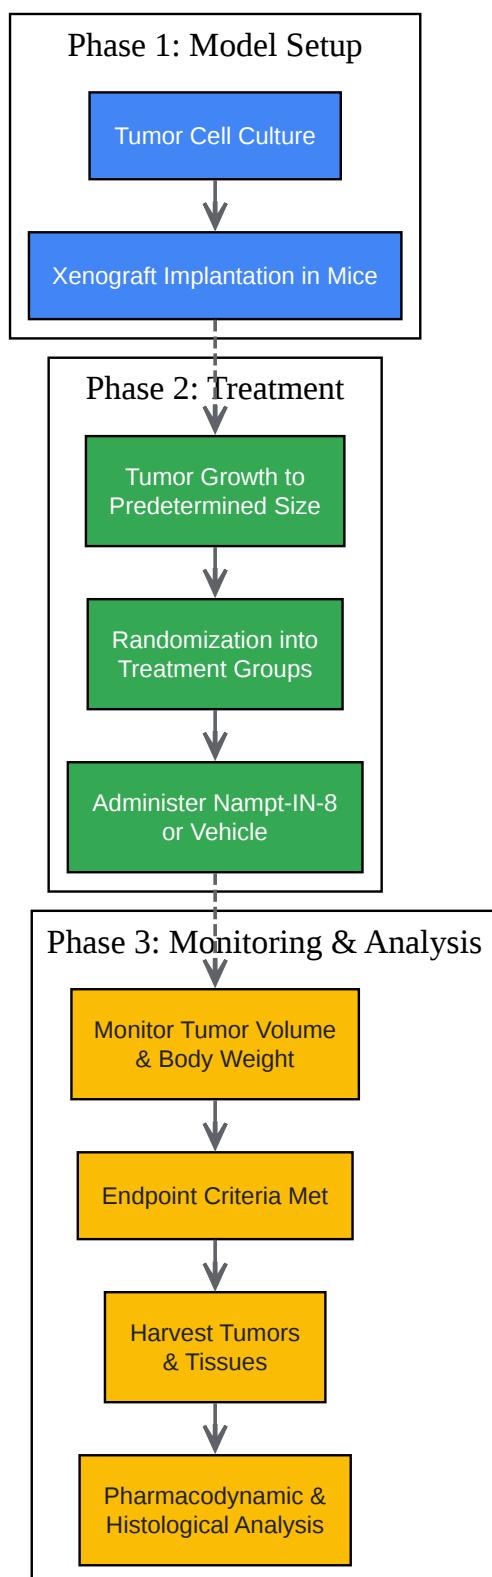 Phase 1: Model Setup
Tumor Cell Culture
Xenograft Implantation in Mice
Phase 2: Treatment
Tumor Growth to
Predetermined Size
Randomization into
Treatment Groups
Administer Nampt-IN-8
or Vehicle
Phase 3: Monitoring & Analysis
Monitor Tumor Volume
& Body Weight
Endpoint Criteria Met
Harvest Tumors
& Tissues
Pharmacodynamic &
Histological Analysis